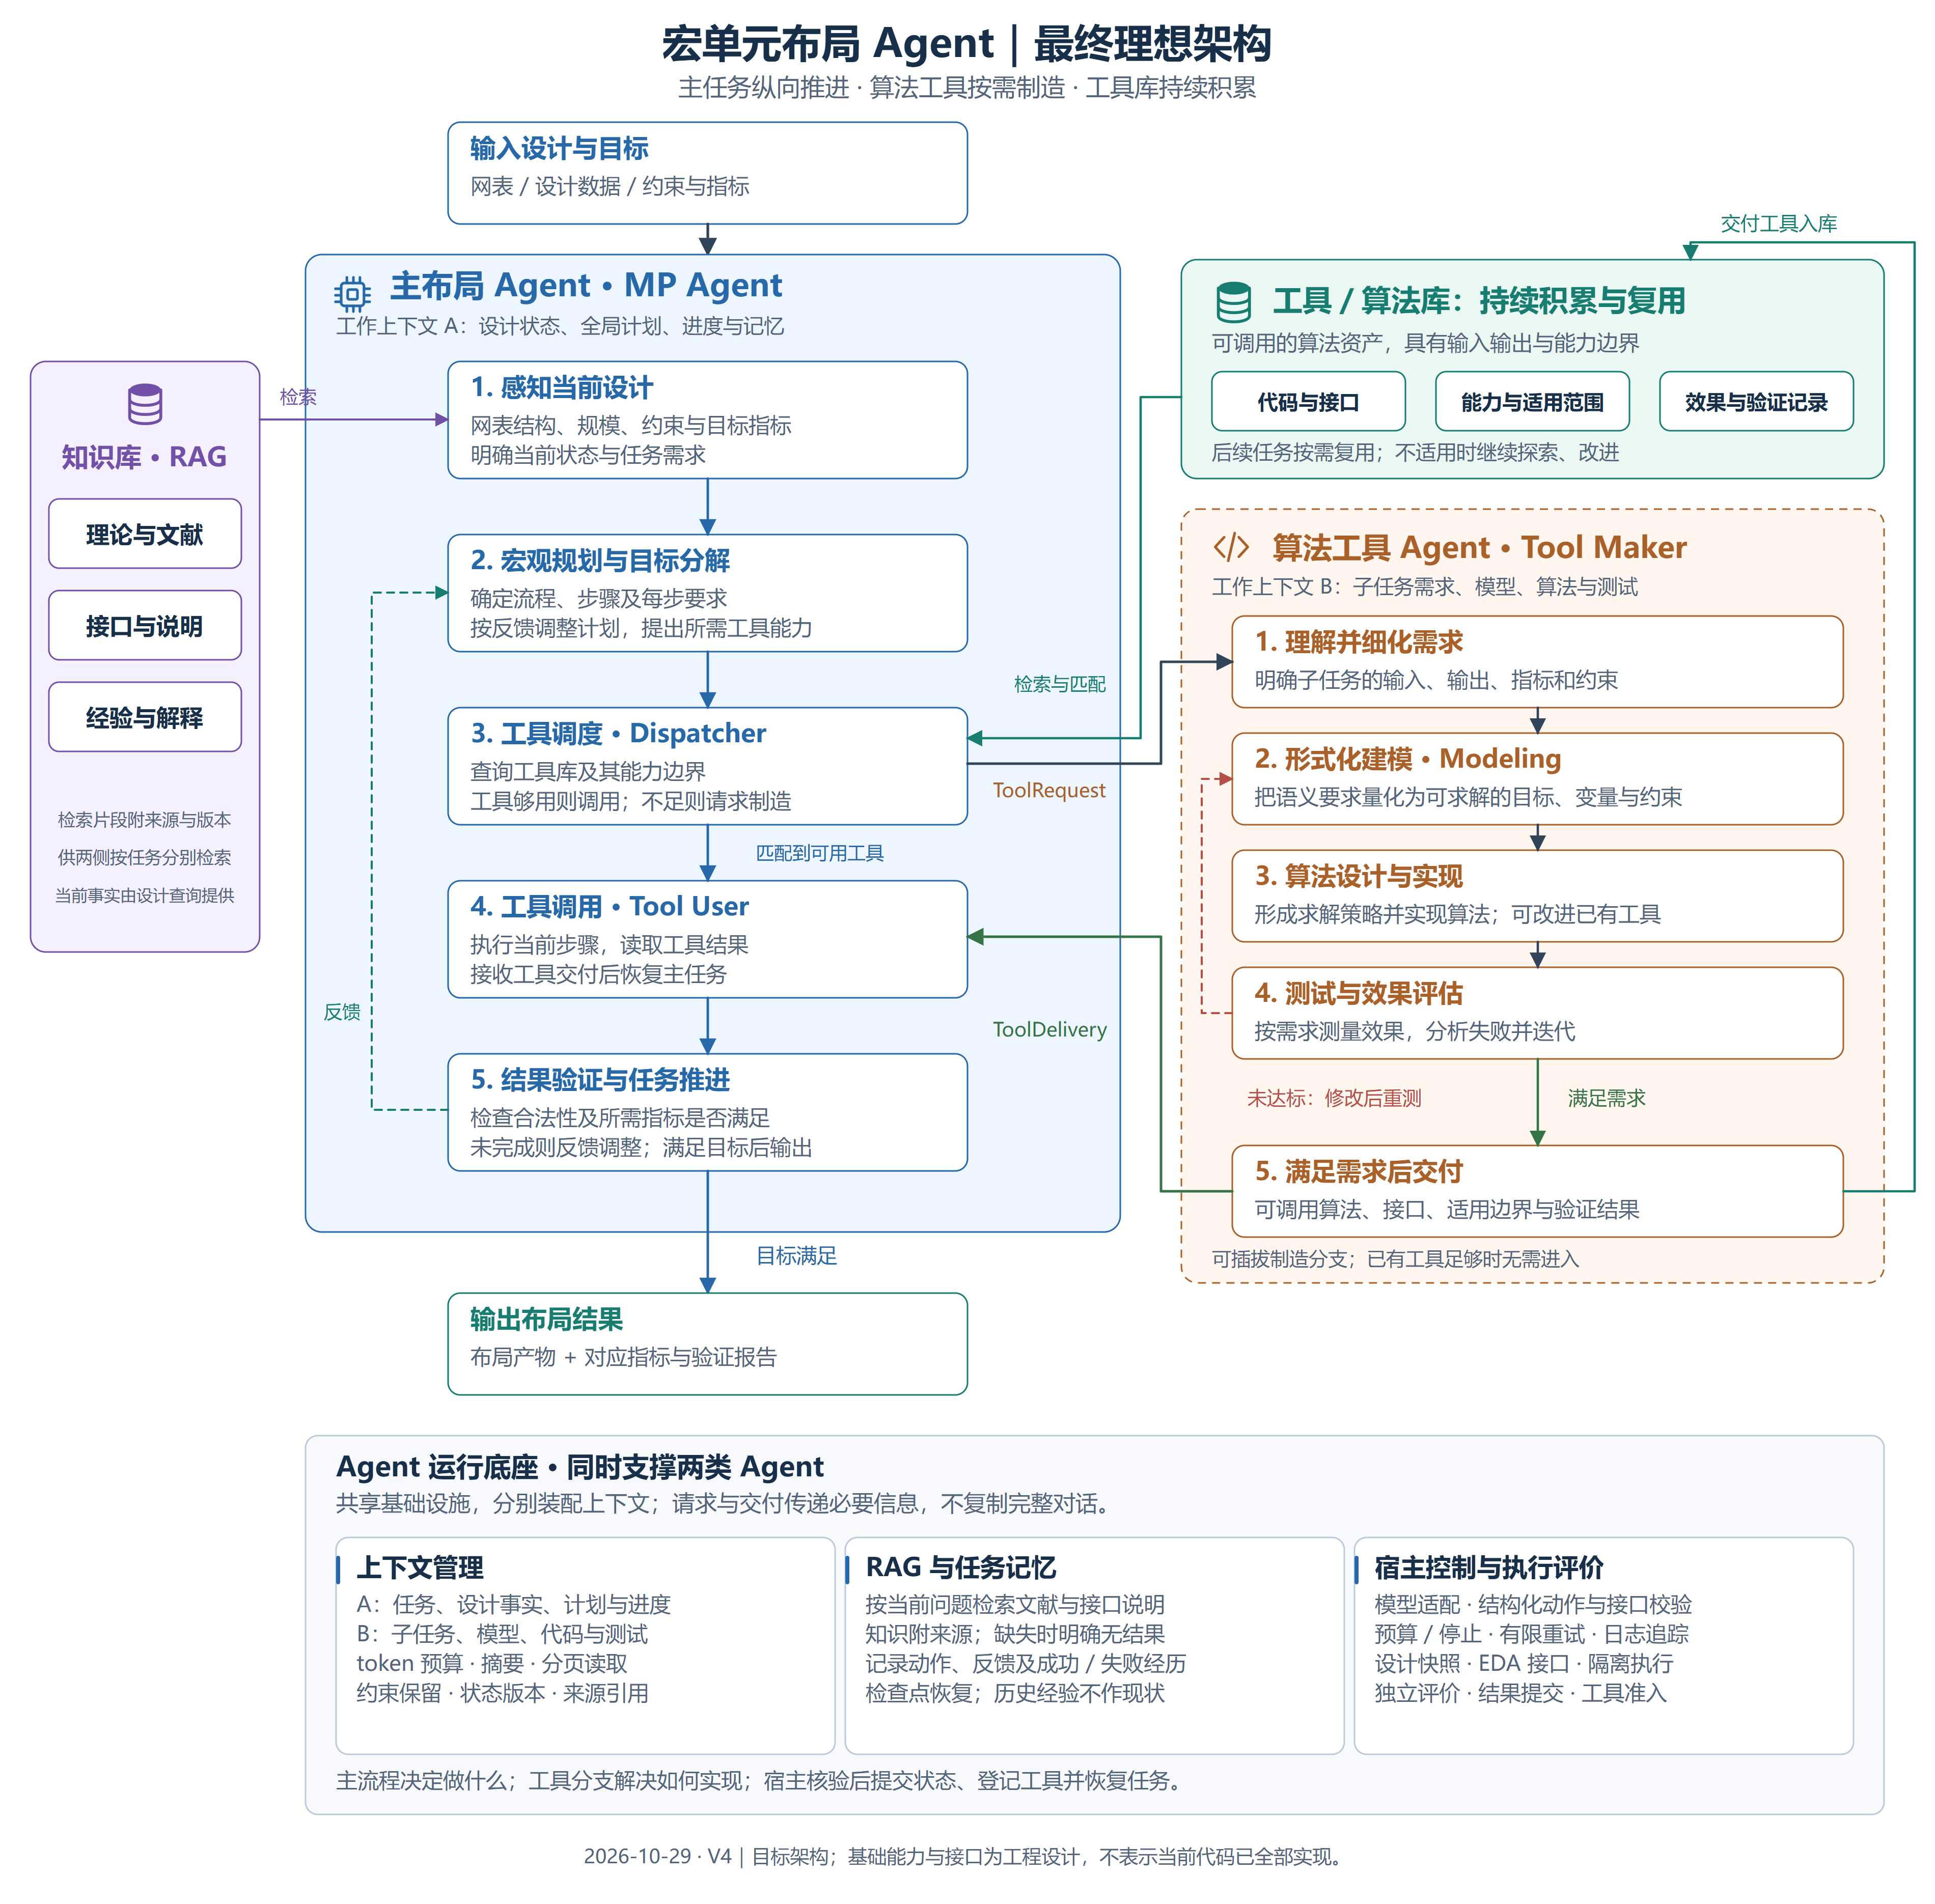 宏单元布局 Agent｜最终理想架构
主任务纵向推进 · 算法工具按需制造 · 工具库持续积累
输入设计与目标
网表 / 设计数据 / 约束与指标
主布局 Agent • MP Agent
工作上下文 A：设计状态、全局计划、进度与记忆
检索
知识库 • RAG
理论与文献
接口与说明
经验与解释
检索片段附来源与版本
供两侧按任务分别检索
当前事实由设计查询提供
1. 感知当前设计
网表结构、规模、约束与目标指标
明确当前状态与任务需求
2. 宏观规划与目标分解
确定流程、步骤及每步要求
按反馈调整计划，提出所需工具能力
3. 工具调度 • Dispatcher
查询工具库及其能力边界
工具够用则调用；不足则请求制造
匹配到可用工具
4. 工具调用 • Tool User
执行当前步骤，读取工具结果
接收工具交付后恢复主任务
反馈
5. 结果验证与任务推进
检查合法性及所需指标是否满足
未完成则反馈调整；满足目标后输出
目标满足
输出布局结果
布局产物 + 对应指标与验证报告
检索与匹配
ToolRequest
ToolDelivery
交付工具入库
工具 / 算法库：持续积累与复用
可调用的算法资产，具有输入输出与能力边界
代码与接口
能力与适用范围
效果与验证记录
后续任务按需复用；不适用时继续探索、改进
算法工具 Agent • Tool Maker
工作上下文 B：子任务需求、模型、算法与测试
1. 理解并细化需求
明确子任务的输入、输出、指标和约束
2. 形式化建模 • Modeling
把语义要求量化为可求解的目标、变量与约束
3. 算法设计与实现
形成求解策略并实现算法；可改进已有工具
4. 测试与效果评估
按需求测量效果，分析失败并迭代
未达标：修改后重测
满足需求
5. 满足需求后交付
可调用算法、接口、适用边界与验证结果
可插拔制造分支；已有工具足够时无需进入
Agent 运行底座 • 同时支撑两类 Agent
共享基础设施，分别装配上下文；请求与交付传递必要信息，不复制完整对话。
上下文管理
A：任务、设计事实、计划与进度
B：子任务、模型、代码与测试
token 预算 · 摘要 · 分页读取
约束保留 · 状态版本 · 来源引用
RAG 与任务记忆
按当前问题检索文献与接口说明
知识附来源；缺失时明确无结果
记录动作、反馈及成功 / 失败经历
检查点恢复；历史经验不作现状
宿主控制与执行评价
模型适配 · 结构化动作与接口校验
预算 / 停止 · 有限重试 · 日志追踪
设计快照 · EDA 接口 · 隔离执行
独立评价 · 结果提交 · 工具准入
主流程决定做什么；工具分支解决如何实现；宿主核验后提交状态、登记工具并恢复任务。
2026-10-29 · V4｜目标架构；基础能力与接口为工程设计，不表示当前代码已全部实现。